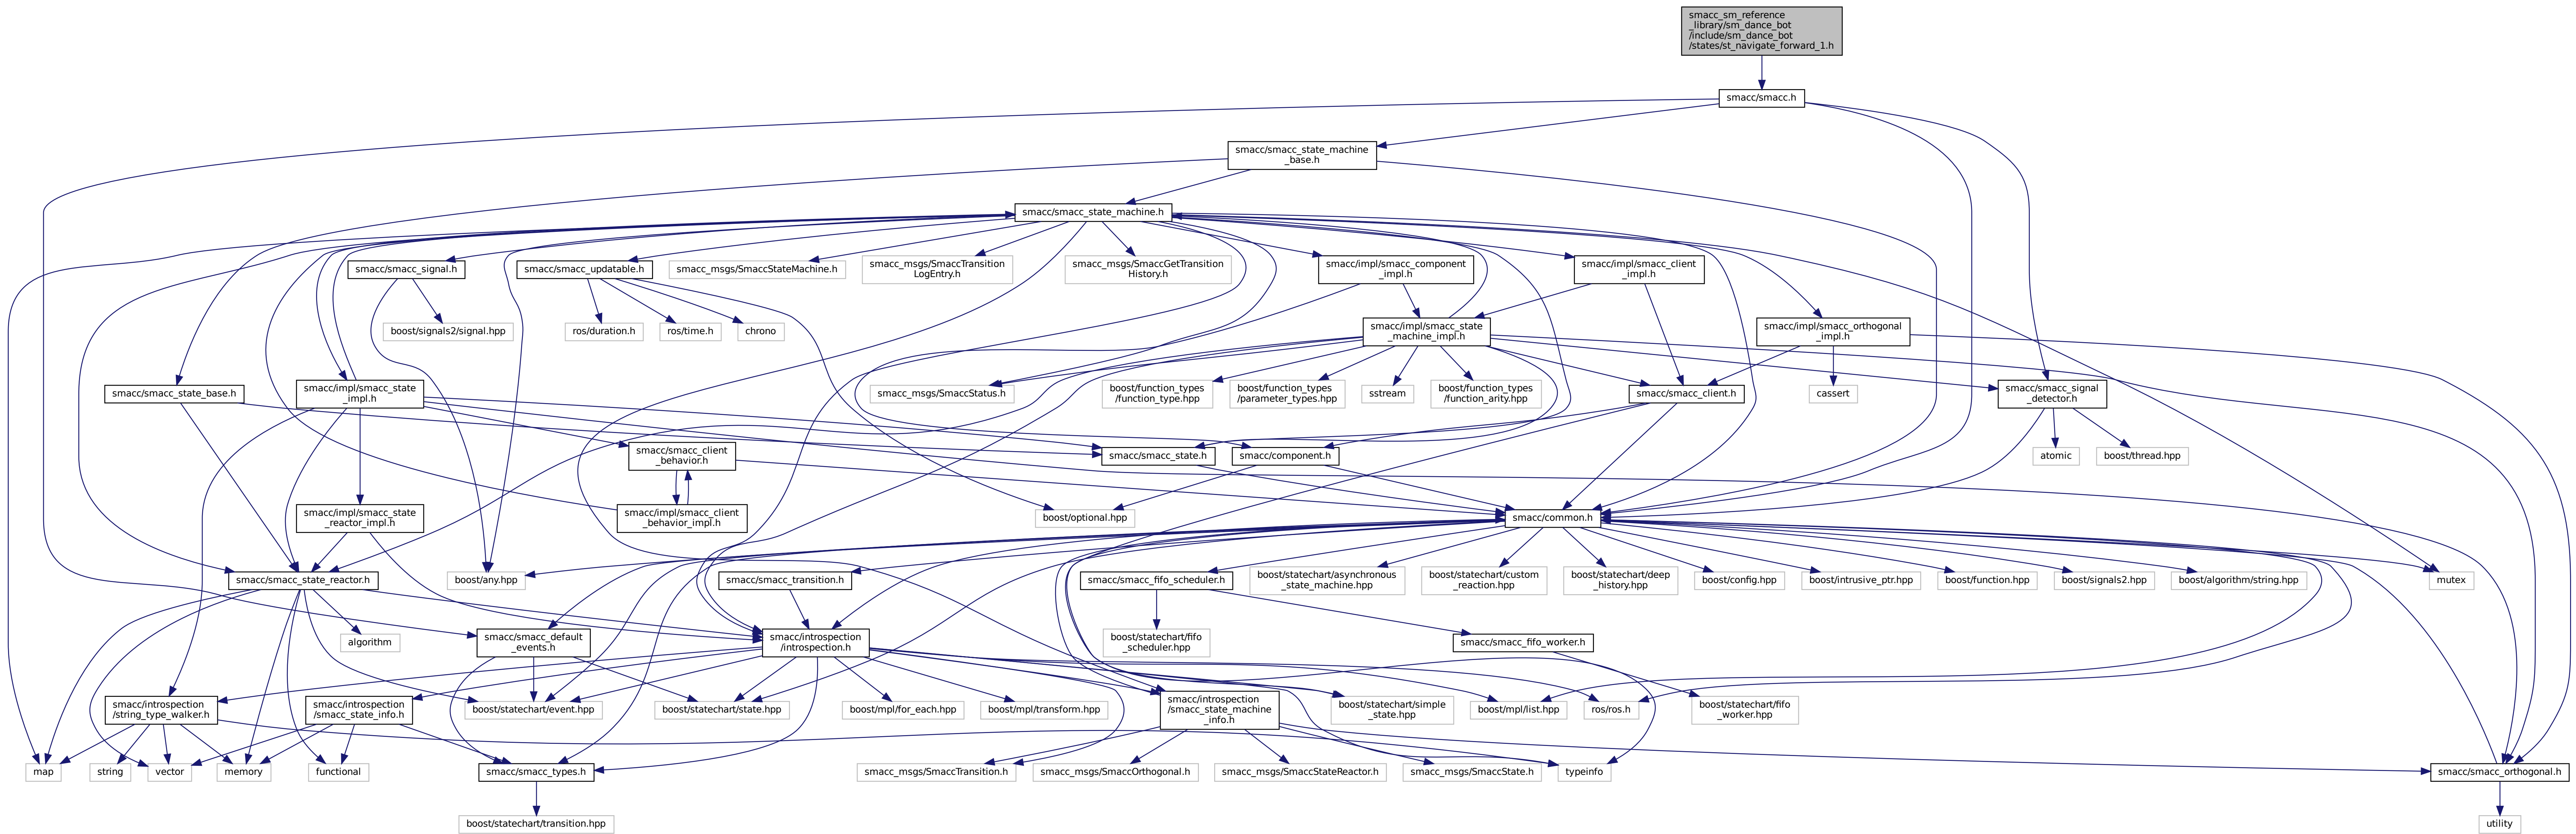 smacc_sm_reference
_library/sm_dance_bot
/include/sm_dance_bot
/states/st_navigate_forward_1.h
smacc/smacc.h
smacc/smacc_state_machine
_base.h
smacc/smacc_state_machine.h
smacc/smacc_signal.h
smacc/smacc_updatable.h
smacc_msgs/SmaccStateMachine.h
smacc_msgs/SmaccTransition
LogEntry.h
smacc_msgs/SmaccGetTransition
History.h
smacc/impl/smacc_component
_impl.h
smacc/impl/smacc_client
_impl.h
boost/signals2/signal.hpp
ros/duration.h
ros/time.h
chrono
smacc/impl/smacc_state
_machine_impl.h
smacc/impl/smacc_orthogonal
_impl.h
smacc/smacc_state_base.h
smacc/impl/smacc_state
_impl.h
smacc_msgs/SmaccStatus.h
boost/function_types
/function_type.hpp
boost/function_types
/parameter_types.hpp
sstream
boost/function_types
/function_arity.hpp
smacc/smacc_client.h
cassert
smacc/smacc_signal
_detector.h
smacc/smacc_client
_behavior.h
smacc/smacc_state.h
smacc/component.h
atomic
boost/thread.hpp
smacc/impl/smacc_state
_reactor_impl.h
smacc/impl/smacc_client
_behavior_impl.h
boost/optional.hpp
smacc/common.h
smacc/smacc_state_reactor.h
boost/any.hpp
smacc/smacc_transition.h
smacc/smacc_fifo_scheduler.h
boost/statechart/asynchronous
_state_machine.hpp
boost/statechart/custom
_reaction.hpp
boost/statechart/deep
_history.hpp
boost/config.hpp
boost/intrusive_ptr.hpp
boost/function.hpp
boost/signals2.hpp
boost/algorithm/string.hpp
mutex
algorithm
smacc/smacc_default
_events.h
smacc/introspection
/introspection.h
boost/statechart/fifo
_scheduler.hpp
smacc/smacc_fifo_worker.h
smacc/introspection
/string_type_walker.h
smacc/introspection
/smacc_state_info.h
boost/statechart/event.hpp
boost/statechart/state.hpp
boost/mpl/for_each.hpp
boost/mpl/transform.hpp
smacc/introspection
/smacc_state_machine
_info.h
boost/statechart/simple
_state.hpp
boost/mpl/list.hpp
ros/ros.h
boost/statechart/fifo
_worker.hpp
map
string
vector
memory
functional
smacc/smacc_types.h
smacc_msgs/SmaccTransition.h
smacc_msgs/SmaccOrthogonal.h
smacc_msgs/SmaccStateReactor.h
smacc_msgs/SmaccState.h
typeinfo
smacc/smacc_orthogonal.h
boost/statechart/transition.hpp
utility